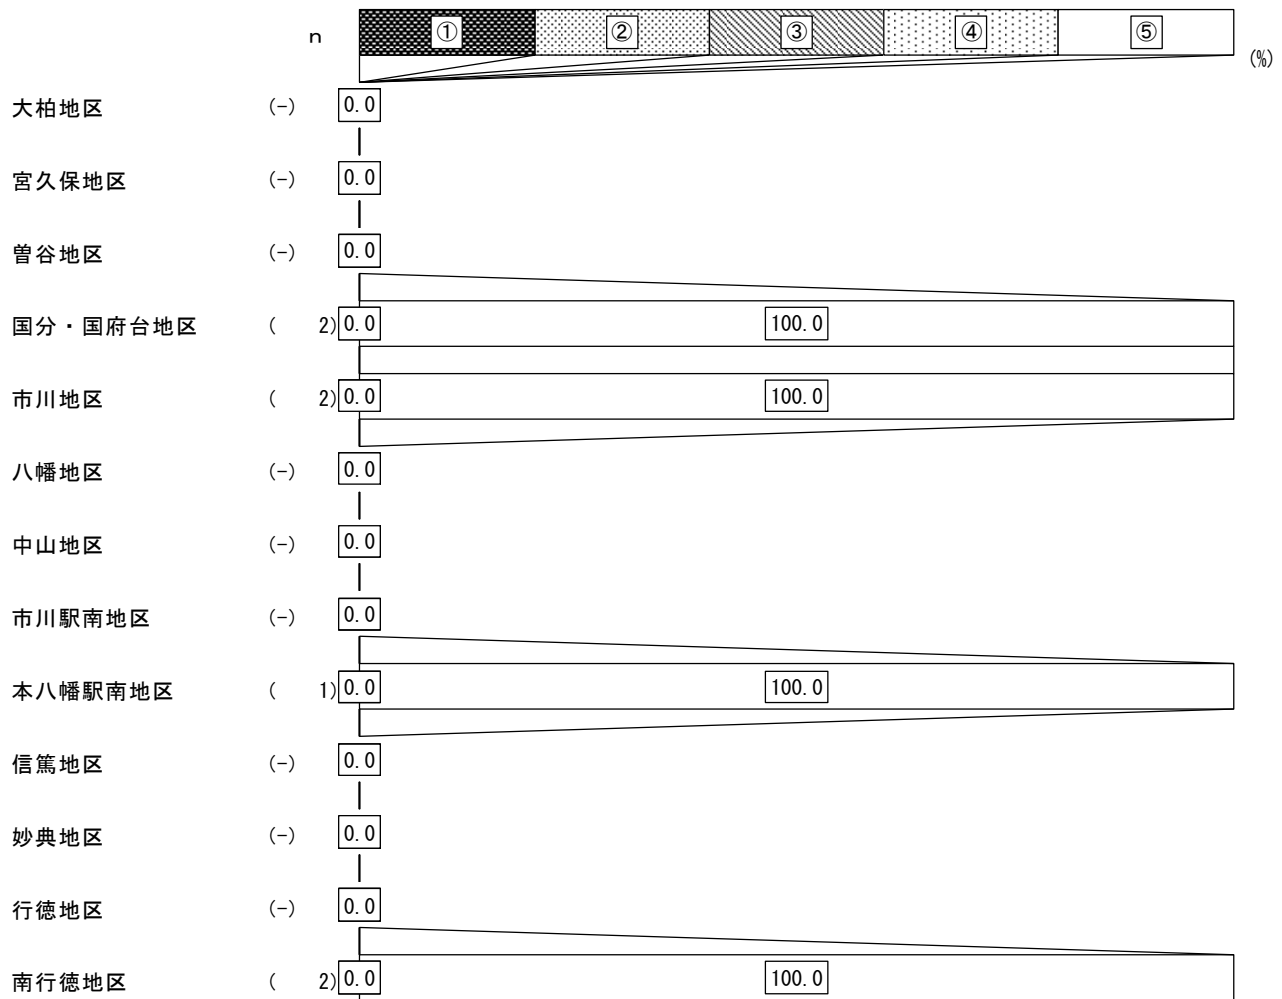 n ① ② ③ ④ ⑤
(%)
大柏地区 (-) 0.0
宮久保地区 (-) 0.0
曽谷地区 (-) 0.0
国分・国府台地区 ( 2) 0.0 100.0
市川地区 ( 2) 0.0 100.0
八幡地区 (-) 0.0
中山地区 (-) 0.0
市川駅南地区 (-) 0.0
本八幡駅南地区 ( 1) 0.0 100.0
信篤地区 (-) 0.0
妙典地区 (-) 0.0
行徳地区 (-) 0.0
南行徳地区 ( 2) 0.0 100.0